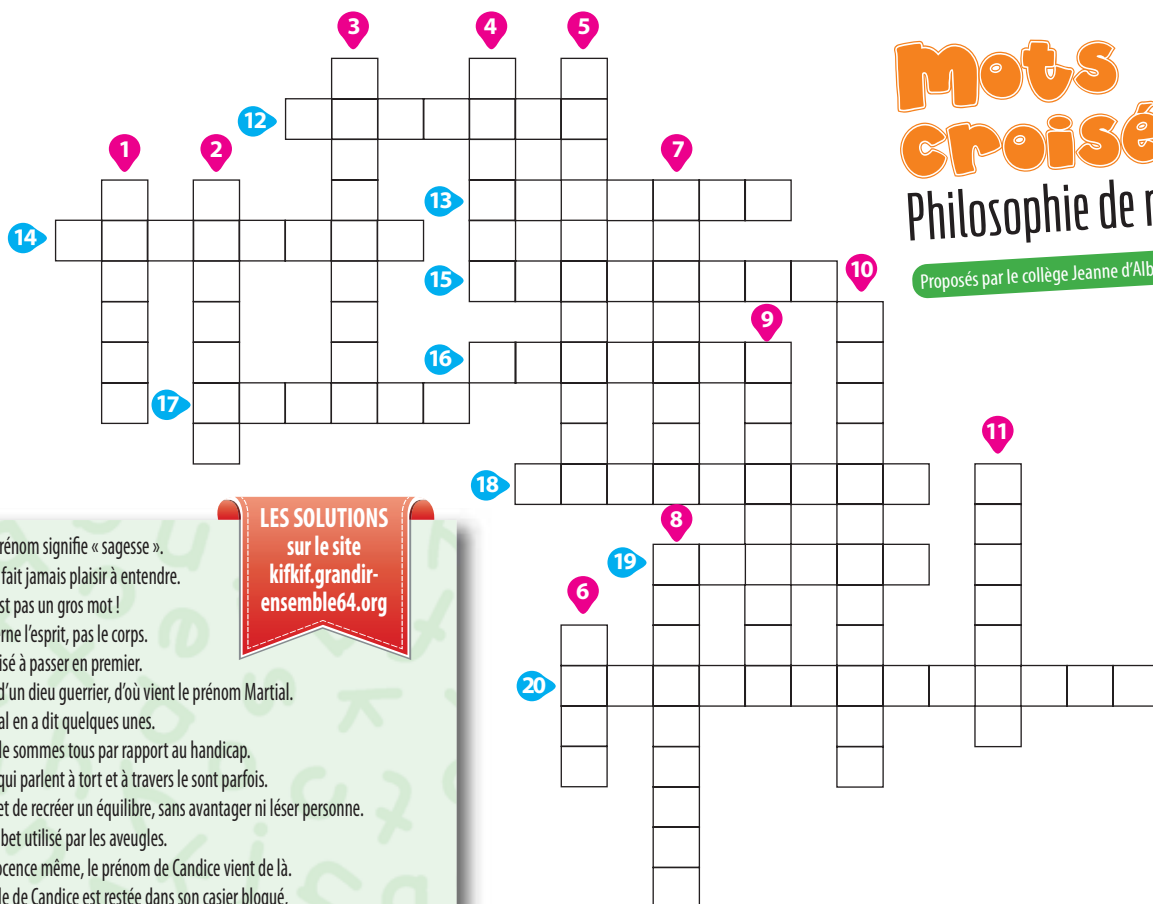 3 4 5
Mots
12
croisé
1 2 7
13
Philosophie de
14
10
15
Proposés par le collège Jeanne d'Alb
9
16
17
11
18
LES SOLUTIONS
sur le site
kifkif.grandir-
ensemble64.org
8
19
6
20
rénom signifie « sagesse ».
fait jamais plaisir à entendre.
st pas un gros mot !
rne l'esprit, pas le corps.
isé à passer en premier.
d'un dieu guerrier, d'où vient le prénom Martial.
al en a dit quelques unes.
le sommes tous par rapport au handicap.
qui parlent à tort et à travers le sont parfois.
et de recréer un équilibre, sans avantager ni léser personne.
bet utilisé par les aveugles.
ocence même, le prénom de Candice vient de là.
le de Candice est restée dans son casier bloqué.